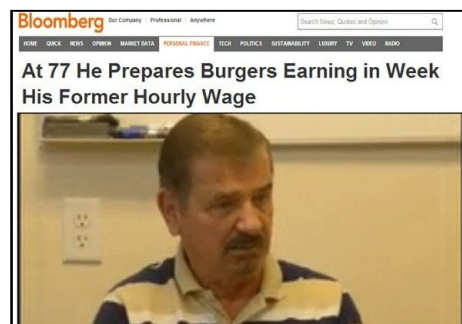 Bloomberg Our Company Professional Anywhere Search News, Quotes and Opinion
HOME QUICK NEWS OPINION MARKET DATA PERSONAL FINANCE TECH POLITICS SUSTAINABILITY LUXURY TV VIDEO RADIO
At 77 He Prepares Burgers Earning in Week
His Former Hourly Wage